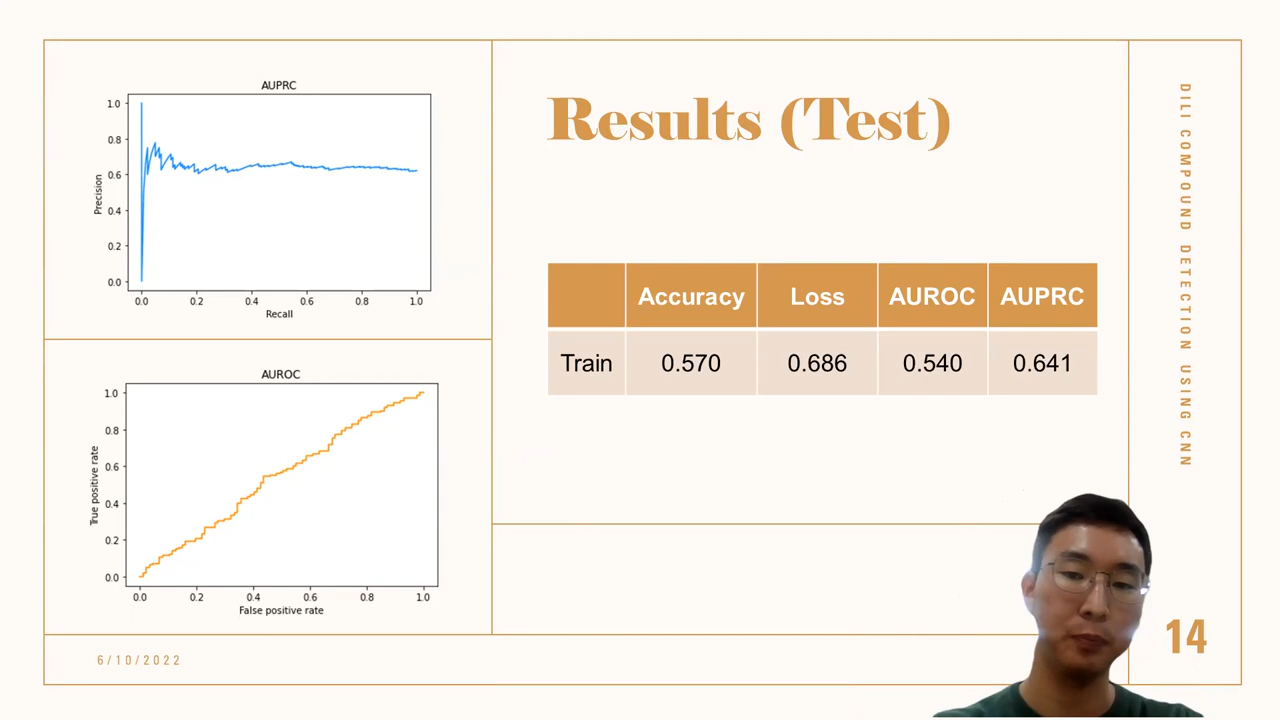 AUPRC
1.0
0.8
0.6
0.4
0.2
0.0
Precision
0.0 0.2 0.4 0.6 0.8 1.0
Recall
AUROC
1.0
0.8
0.6
0.4
0.2
0.0
True positive rate
0.0 0.2 0.4 0.6 0.8 1.0
False positive rate
6/10/2022
Results (Test)
Accuracy Loss AUROC AUPRC
Train 0.570 0.686 0.540 0.641
DILI COMPOUND DETECTION USING CNN
14